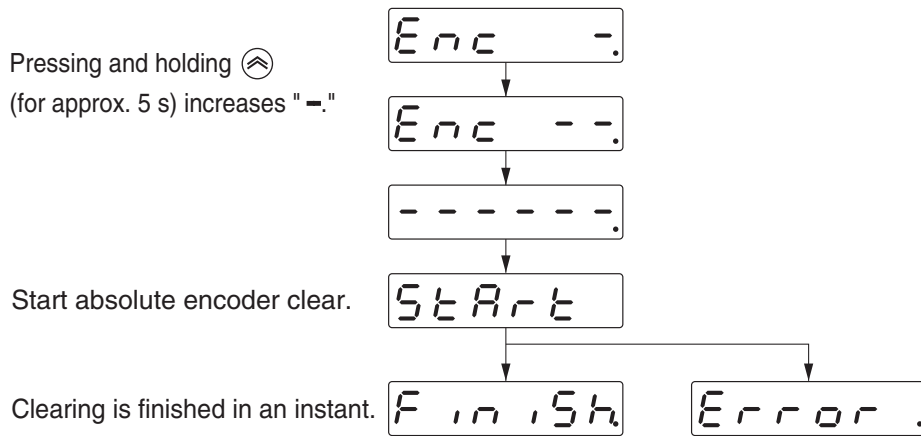 Enc -.
Pressing and holding
(for approx. 5 s) increases " -."
Enc --.
------.
Start absolute encoder clear.
StArt
Clearing is finished in an instant.
FiniSh.
Error.